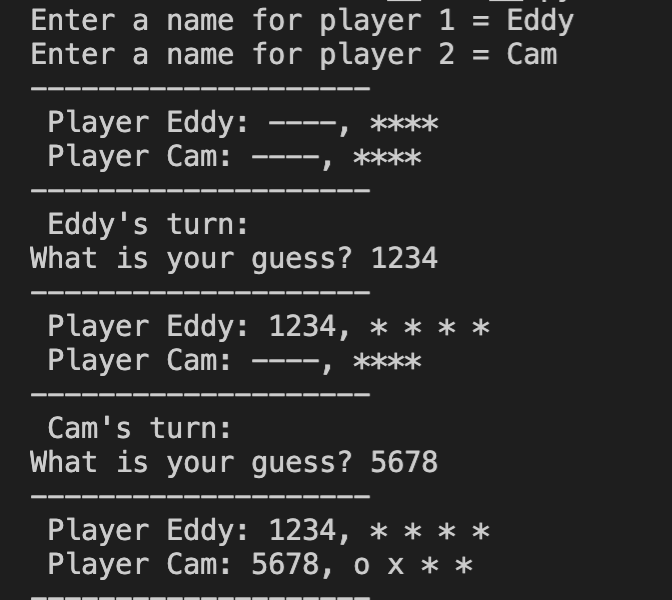 Enter a name for player 1 = Eddy
Enter a name for player 2 = Cam
--------------------
 Player Eddy: ----, ****
 Player Cam: ----, ****
--------------------
 Eddy's turn:
What is your guess? 1234
--------------------
 Player Eddy: 1234, * * * *
 Player Cam: ----, ****
--------------------
 Cam's turn:
What is your guess? 5678
--------------------
 Player Eddy: 1234, * * * *
 Player Cam: 5678, o x * *
--------------------